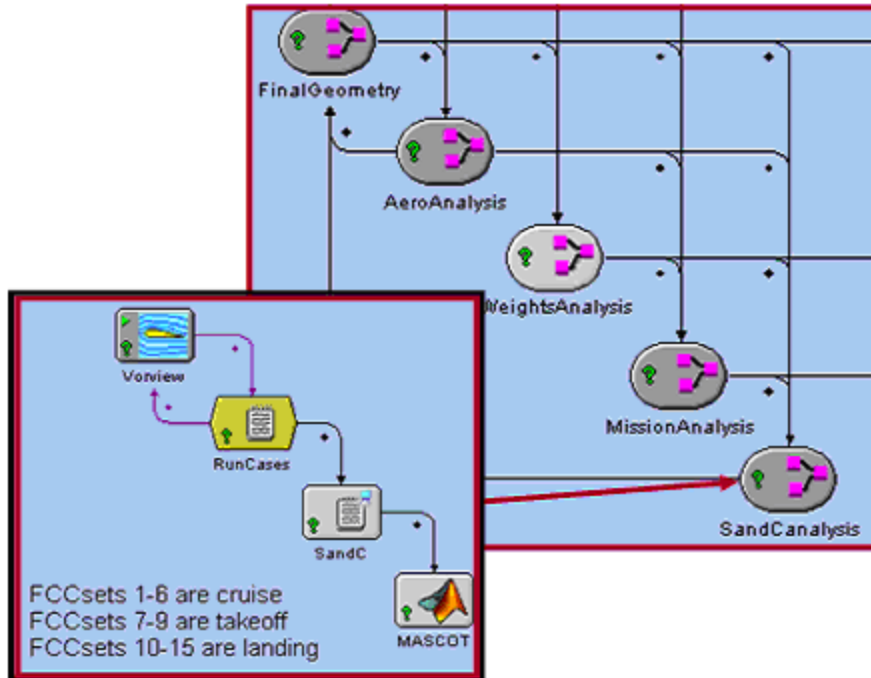 FinalGeometry
AeroAnalysis
WeightsAnalysis
MissionAnalysis
SandCanalysis
Vorview
RunCases
SandC
MASCOT
FCCsets 1-6 are cruise
FCCsets 7-9 are takeoff
FCCsets 10-15 are landing